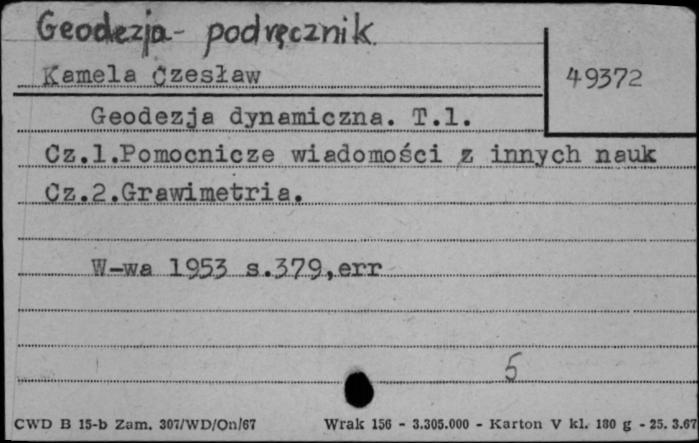 Geodezja - podręcznik
Kamela Czesław
49372
Geodezja dynamiczna. T.1.
Cz.1.Pomocnicze wiadomości z innych nauk
Cz.2.Grawimetria.
W-wa 1953 s.379,err
5
CWD B 15-b Zam. 307/WD/On/67 Wrak 156 - 3.305.000 - Karton V kl. 180 g - 25. 3.67